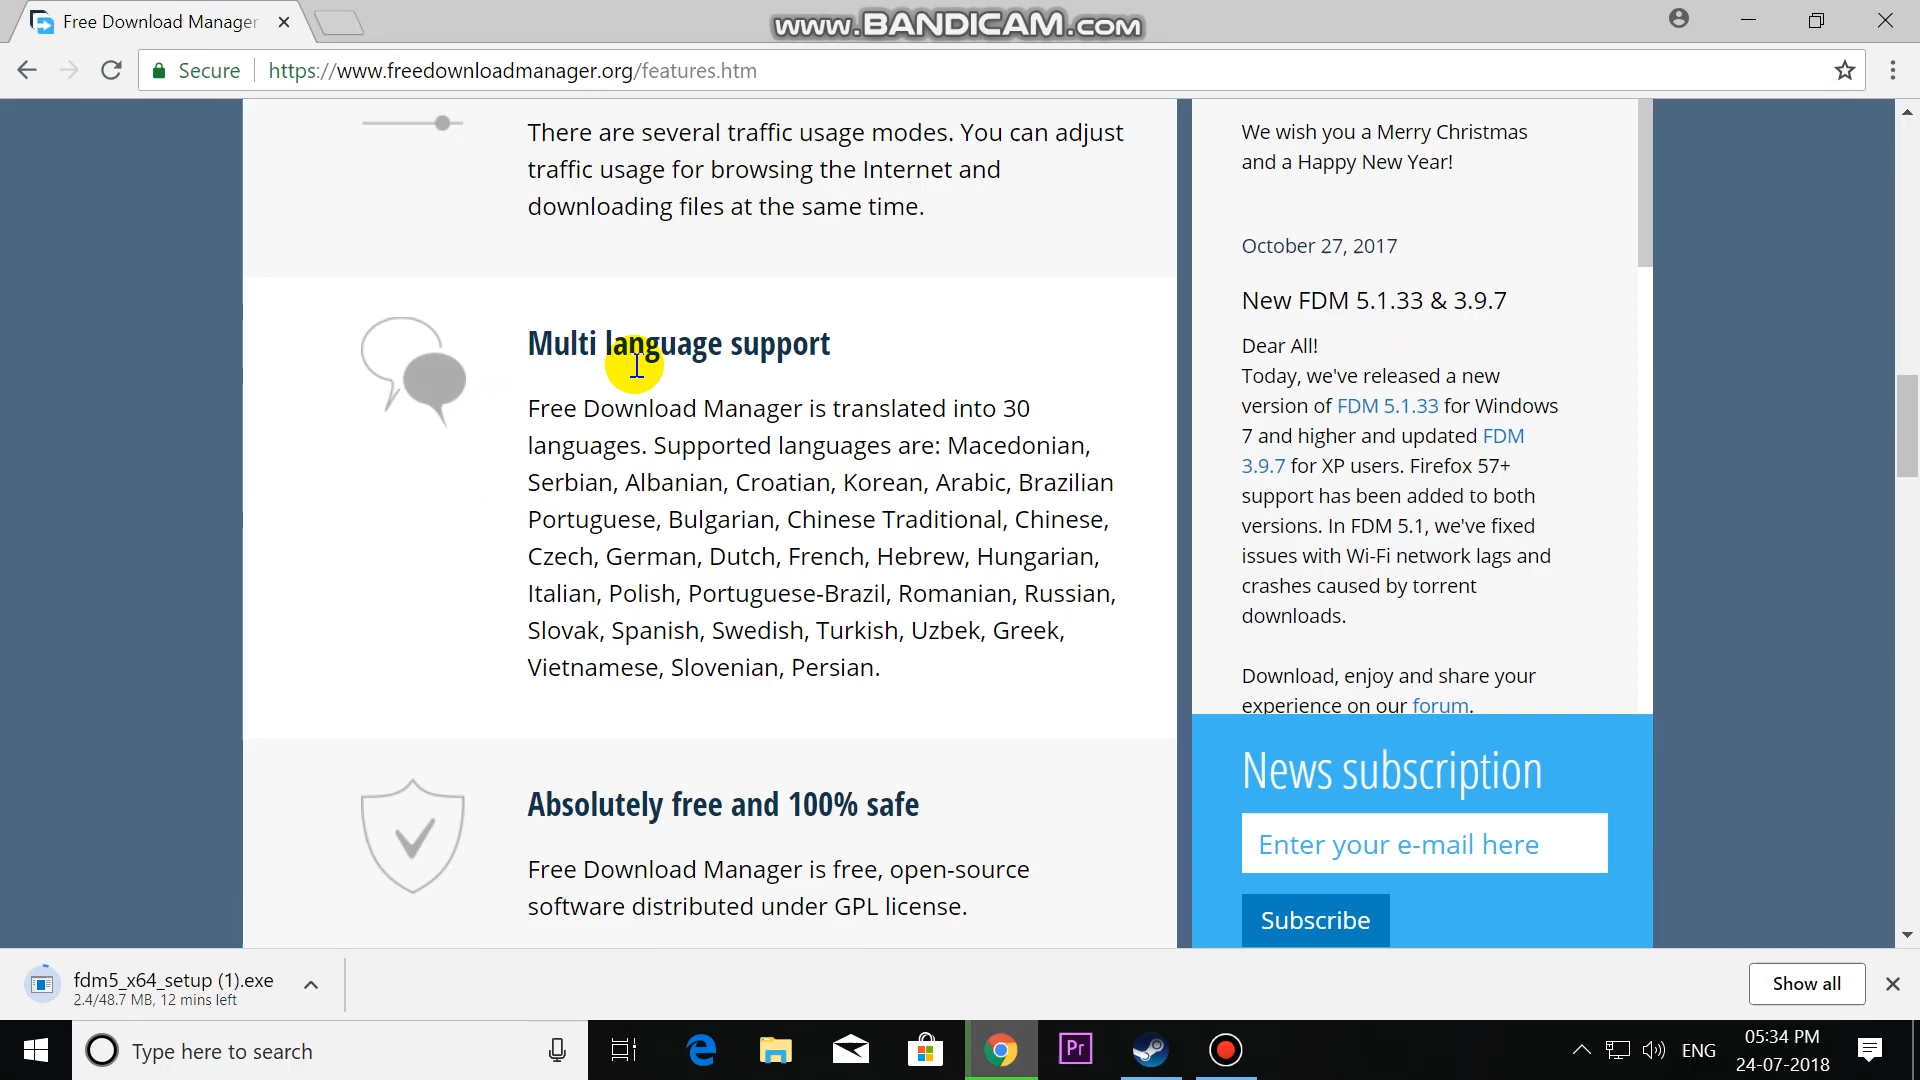 Free Download Manager
www.BANDICAM.com
Secure
https://www.freedownloadmanager.org/features.htm
There are several traffic usage modes. You can adjust
traffic usage for browsing the Internet and
downloading files at the same time.
Multi language support
Free Download Manager is translated into 30
languages. Supported languages are: Macedonian,
Serbian, Albanian, Croatian, Korean, Arabic, Brazilian
Portuguese, Bulgarian, Chinese Traditional, Chinese,
Czech, German, Dutch, French, Hebrew, Hungarian,
Italian, Polish, Portuguese-Brazil, Romanian, Russian,
Slovak, Spanish, Swedish, Turkish, Uzbek, Greek,
Vietnamese, Slovenian, Persian.
Absolutely free and 100% safe
Free Download Manager is free, open-source
software distributed under GPL license.
We wish you a Merry Christmas
and a Happy New Year!
October 27, 2017
New FDM 5.1.33 & 3.9.7
Dear All!
Today, we've released a new
version of FDM 5.1.33 for Windows
7 and higher and updated FDM
3.9.7 for XP users. Firefox 57+
support has been added to both
versions. In FDM 5.1, we've fixed
issues with Wi-Fi network lags and
crashes caused by torrent
downloads.
Download, enjoy and share your
experience on our forum.
News subscription
Enter your e-mail here
Subscribe
fdm5_x64_setup (1).exe
2.4/48.7 MB, 12 mins left
Show all
Type here to search
Pr
ENG
05:34 PM
24-07-2018